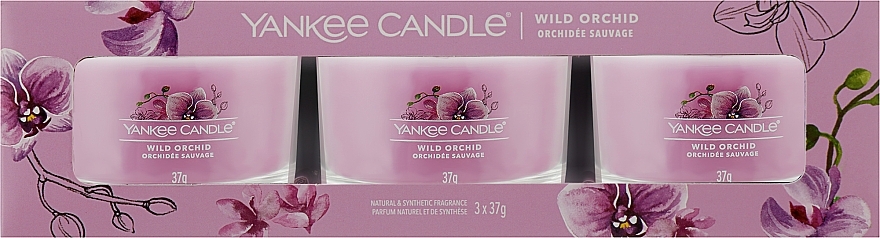 YANKEE CANDLE® | WILD ORCHID
ORCHIDÉE SAUVAGE
YANKEE CANDLE®
WILD ORCHID
ORCHIDÉE SAUVAGE
37g
YANKEE CANDLE®
WILD ORCHID
ORCHIDÉE SAUVAGE
37g
YANKEE CANDLE®
WILD ORCHID
ORCHIDÉE SAUVAGE
37g
NATURAL & SYNTHETIC FRAGRANCE
PARFUM NATUREL ET DE SYNTHÈSE
3 x 37g